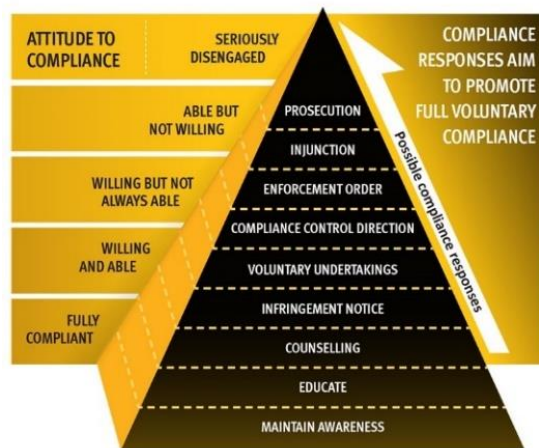 ATTITUDE TO
COMPLIANCE
SERIOUSLY
DISENGAGED
ABLE BUT
NOT WILLING
WILLING BUT NOT
ALWAYS ABLE
WILLING
AND ABLE
FULLY
COMPLIANT
PROSECUTION
INJUNCTION
ENFORCEMENT ORDER
COMPLIANCE CONTROL DIRECTION
VOLUNTARY UNDERTAKINGS
INFRINGEMENT NOTICE
COUNSELLING
EDUCATE
MAINTAIN AWARENESS
Possible compliance responses
COMPLIANCE
RESPONSES AIM
TO PROMOTE
FULL VOLUNTARY
COMPLIANCE